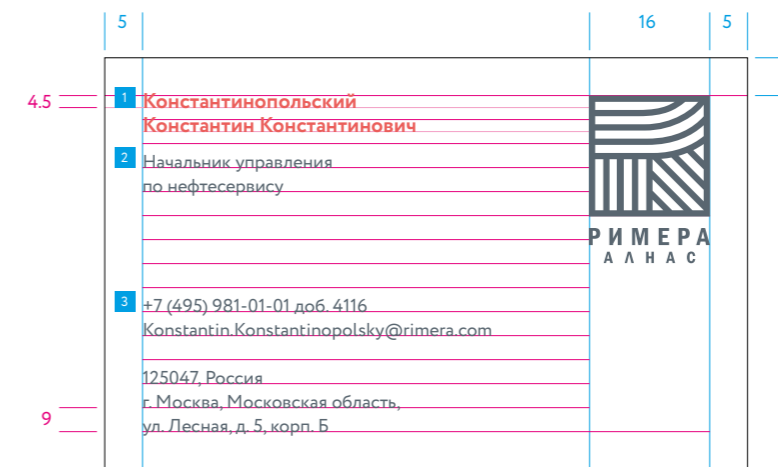 5 16 5
4.5
1 Константинопольский
Константин Константинович
2 Начальник управления
по нефтесервису
РИМЕРА
АЛНАС
3 +7 (495) 981-01-01 доб. 4116
Konstantin.Konstantinopolsky@rimera.com
125047, Россия
г. Москва, Московская область,
9 ул. Лесная, д. 5, корп. Б